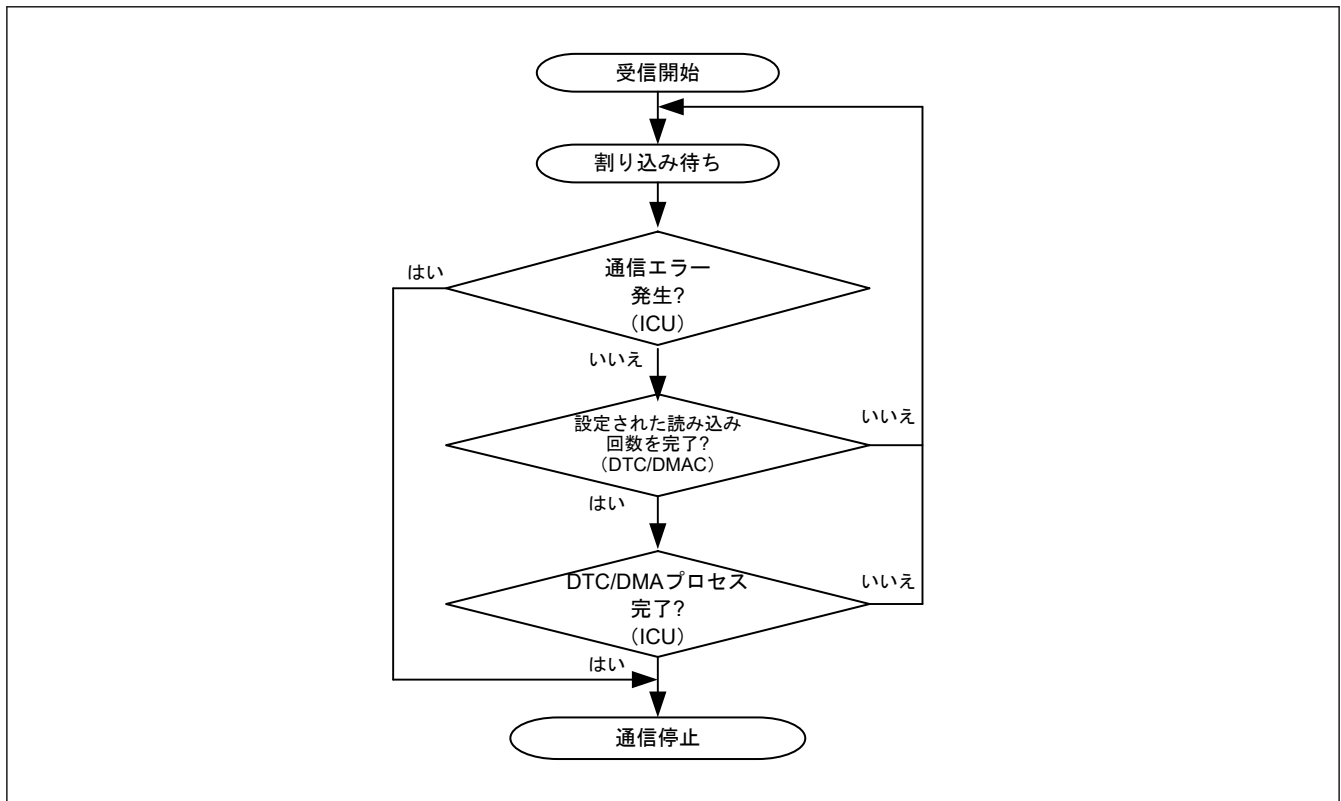 受信開始
割り込み待ち
はい
通信エラー
発生?
（ICU）
いいえ
設定された読み込み
回数を完了?
（DTC/DMAC）
いいえ
はい
DTC/DMAプロセス
完了?
（ICU）
いいえ
はい
通信停止